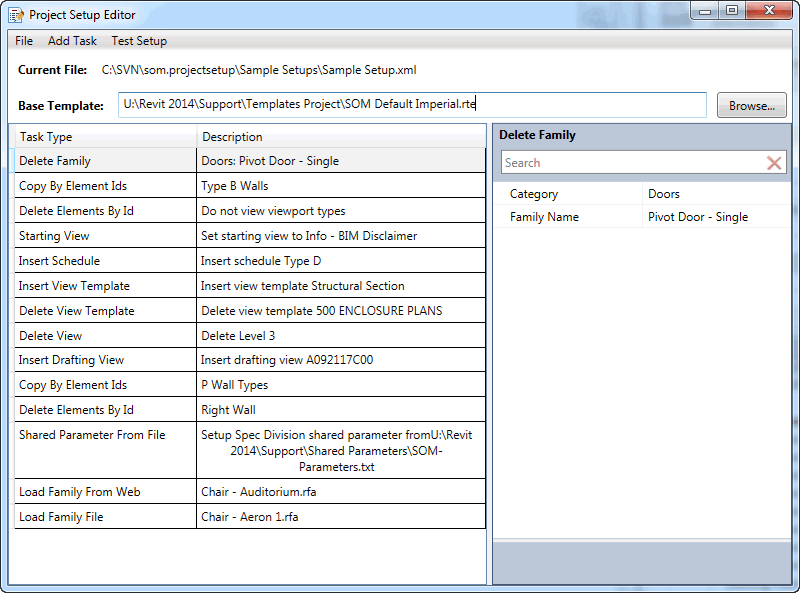 Project Setup Editor
File Add Task Test Setup
Current File: C:\SVN\som.projectsetup\Sample Setups\Sample Setup.xml
Base Template: U:\Revit 2014\Support\Templates Project\SOM Default Imperial.rte Browse...
Task Type Description
Delete Family Doors: Pivot Door - Single
Copy By Element Ids Type B Walls
Delete Elements By Id Do not view viewport types
Starting View Set starting view to Info - BIM Disclaimer
Insert Schedule Insert schedule Type D
Insert View Template Insert view template Structural Section
Delete View Template Delete view template 500 ENCLOSURE PLANS
Delete View Delete Level 3
Insert Drafting View Insert drafting view A092117C00
Copy By Element Ids P Wall Types
Delete Elements By Id Right Wall
Shared Parameter From File Setup Spec Division shared parameter fromU:\Revit
2014\Support\Shared Parameters\SOM-
Parameters.txt
Load Family From Web Chair - Auditorium.rfa
Load Family File Chair - Aeron 1.rfa
Delete Family
Search
Category Doors
Family Name Pivot Door - Single